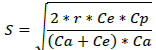 S = √((2 * r * Ce * Cp) / ((Ca + Ce) * Ca))